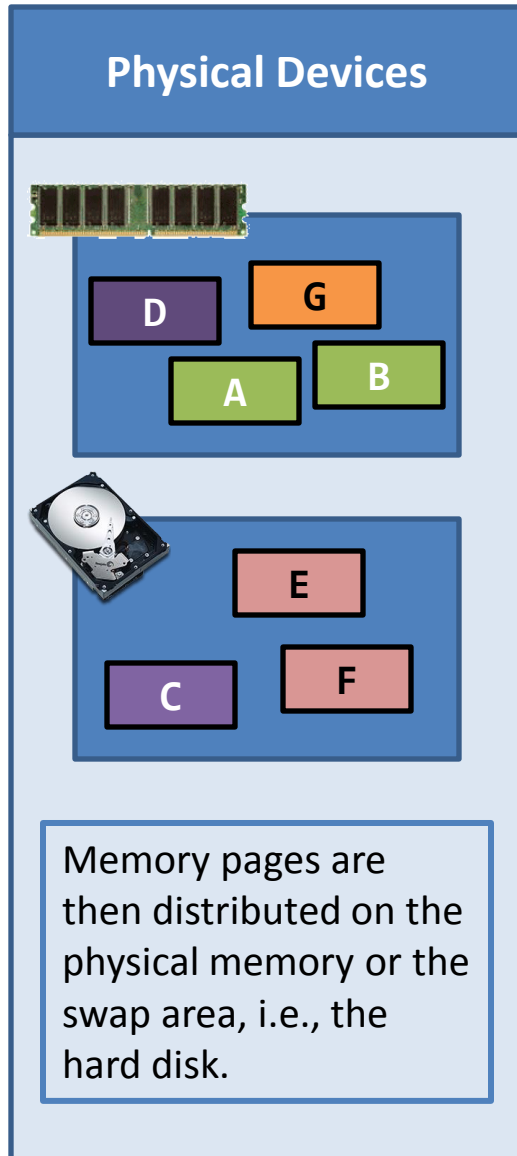 Physical Devices
D
G
A
B
E
C
F
Memory pages are
then distributed on the
physical memory or the
swap area, i.e., the
hard disk.